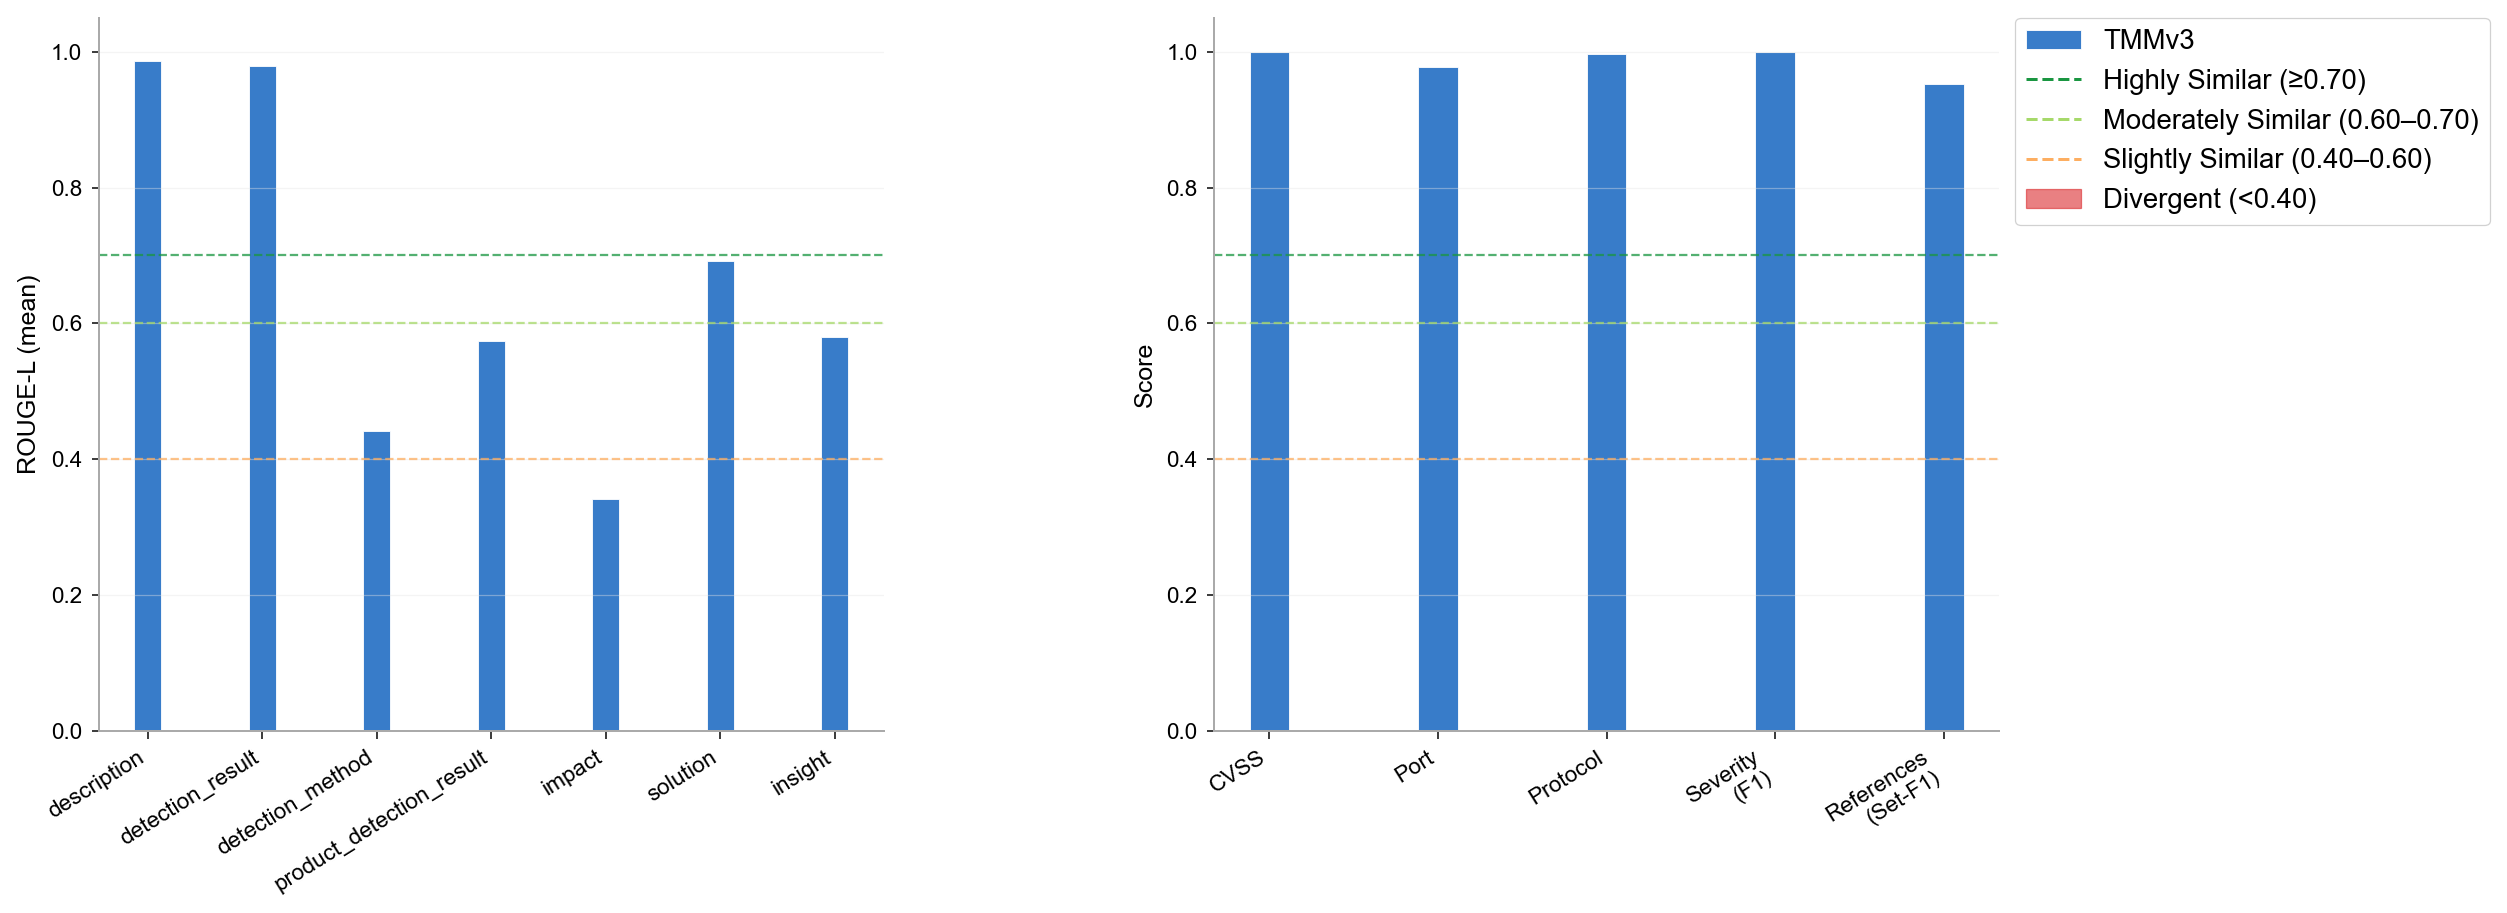 ROUGE-L (mean)
1.0
0.8
0.6
0.4
0.2
0.0
description
detection_result
detection_method
product_detection_result
impact
solution
insight
Score
1.0
0.8
0.6
0.4
0.2
0.0
CVSS
Port
Protocol
Severity
(F1)
References
(Set-F1)
TMMv3
Highly Similar (≥0.70)
Moderately Similar (0.60–0.70)
Slightly Similar (0.40–0.60)
Divergent (<0.40)